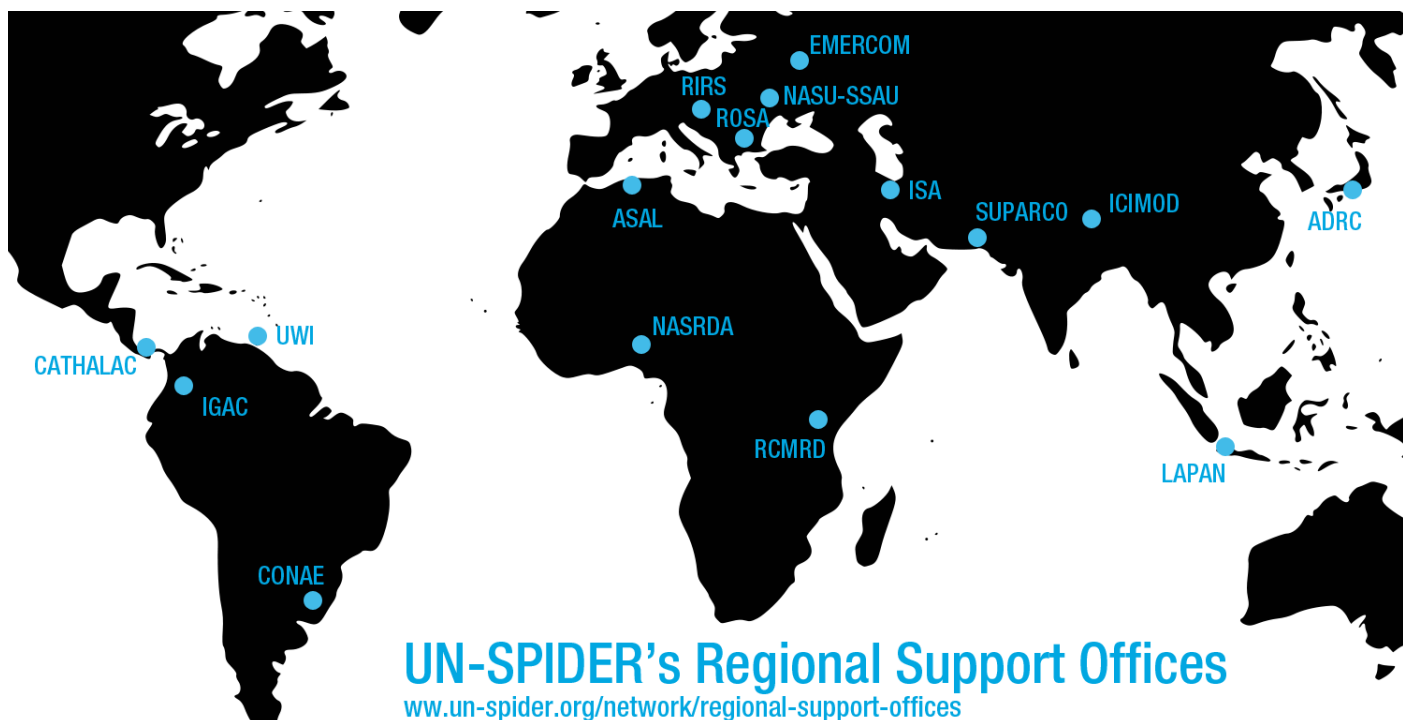 EMERCOM
RIRS
NASU-SSAU
ROSA
ISA
ASAL
SUPARCO
ICIMOD
ADRC
NASRDA
UWI
CATHALAC
IGAC
RCMRD
LAPAN
CONAE
UN-SPIDER's Regional Support Offices
ww.un-spider.org/network/regional-support-offices